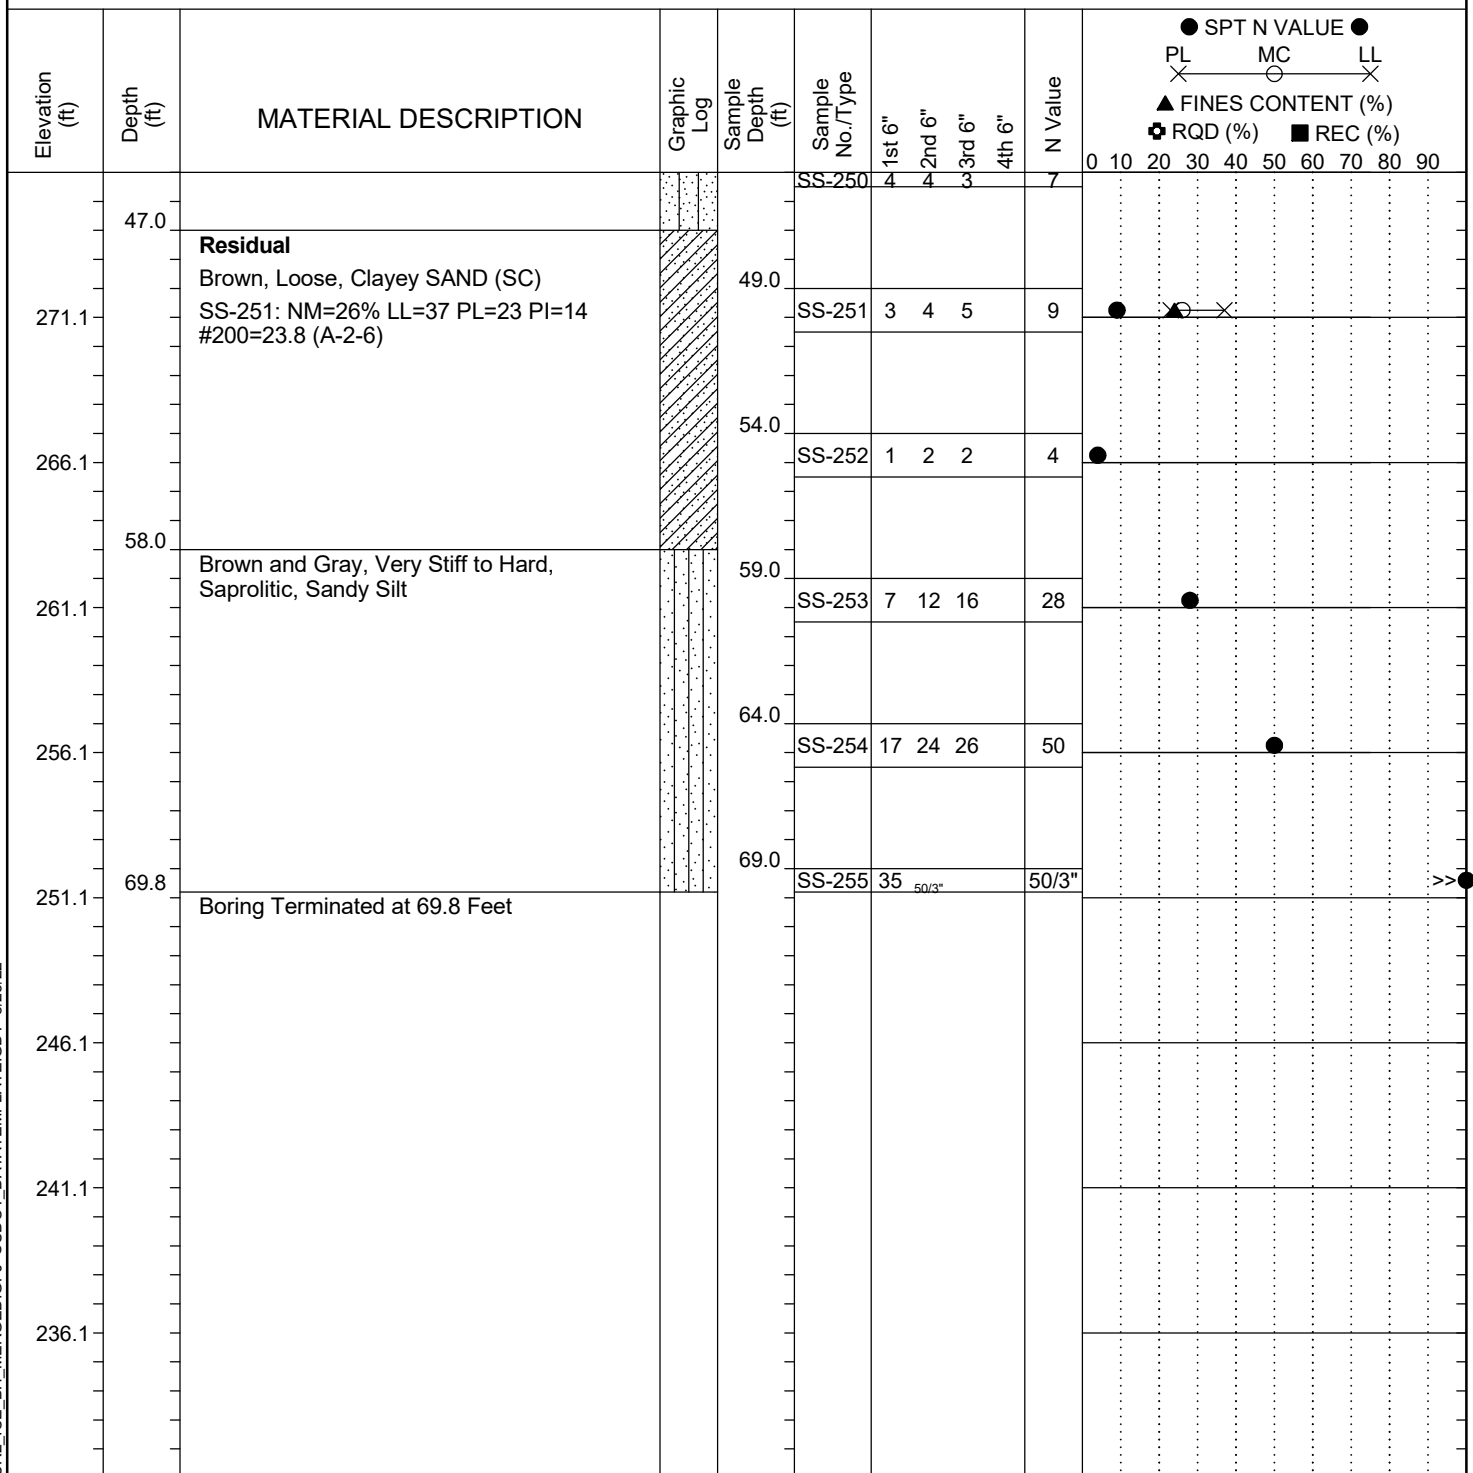 ● SPT N VALUE ●
PL MC LL
▲ FINES CONTENT (%)
RQD (%) ■ REC (%)
0 10 20 30 40 50 60 70 80 90
Elevation (ft)
Depth (ft)
MATERIAL DESCRIPTION
Graphic Log
Sample Depth (ft)
Sample No./Type
1st 6"
2nd 6"
3rd 6"
4th 6"
N Value
SS-250 4 4 3 7
47.0
Residual
Brown, Loose, Clayey SAND (SC)
49.0
SS-251: NM=26% LL=37 PL=23 PI=14
271.1 SS-251 3 4 5 9
#200=23.8 (A-2-6)
54.0
266.1 SS-252 1 2 2 4
58.0
Brown and Gray, Very Stiff to Hard,
59.0
Saprolitic, Sandy Silt
261.1 SS-253 7 12 16 28
64.0
256.1 SS-254 17 24 26 50
69.0
69.8 SS-255 35 50/3" 50/3" >>
251.1
Boring Terminated at 69.8 Feet
246.1
241.1
236.1